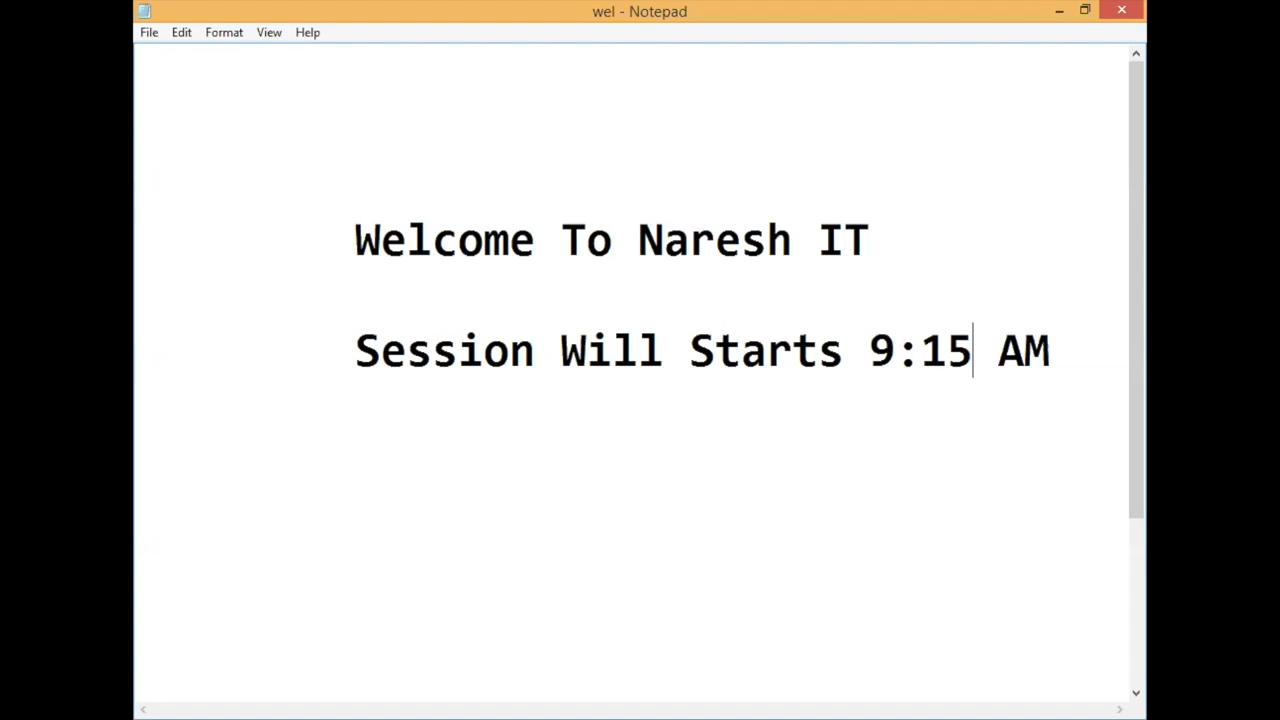 wel - Notepad
File Edit Format View Help
Welcome To Naresh IT
Session Will Starts 9:15 AM